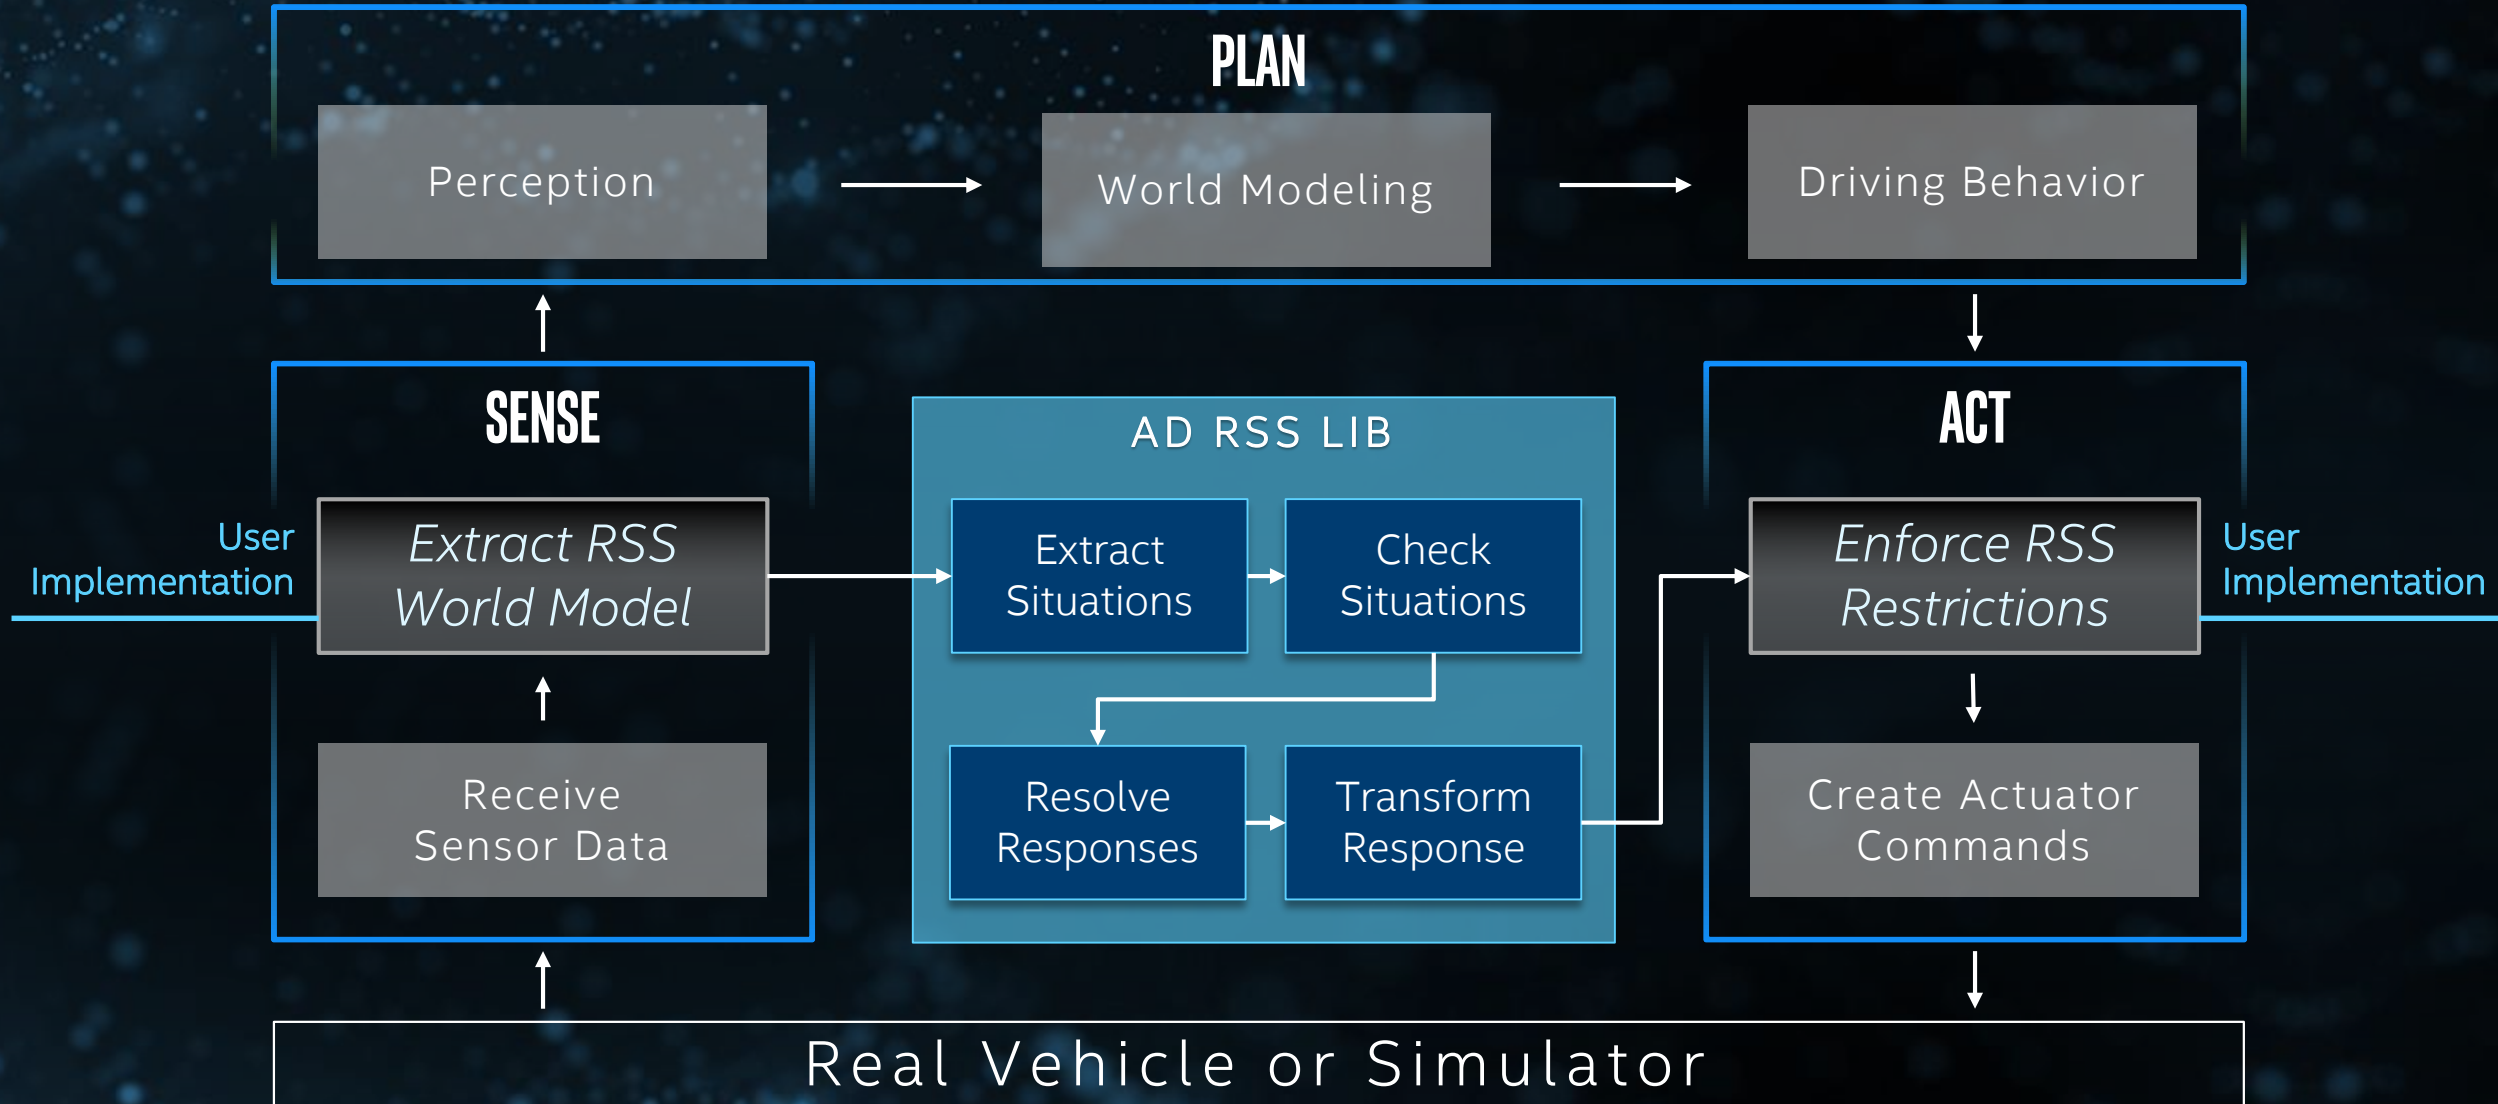 PLAN
Perception
World Modeling
Driving Behavior
SENSE
User
Implementation
Extract RSS
World Model
Receive
Sensor Data
AD RSS LIB
Extract
Situations
Check
Situations
Resolve
Responses
Transform
Response
ACT
Enforce RSS
Restrictions
User
Implementation
Create Actuator
Commands
Real Vehicle or Simulator